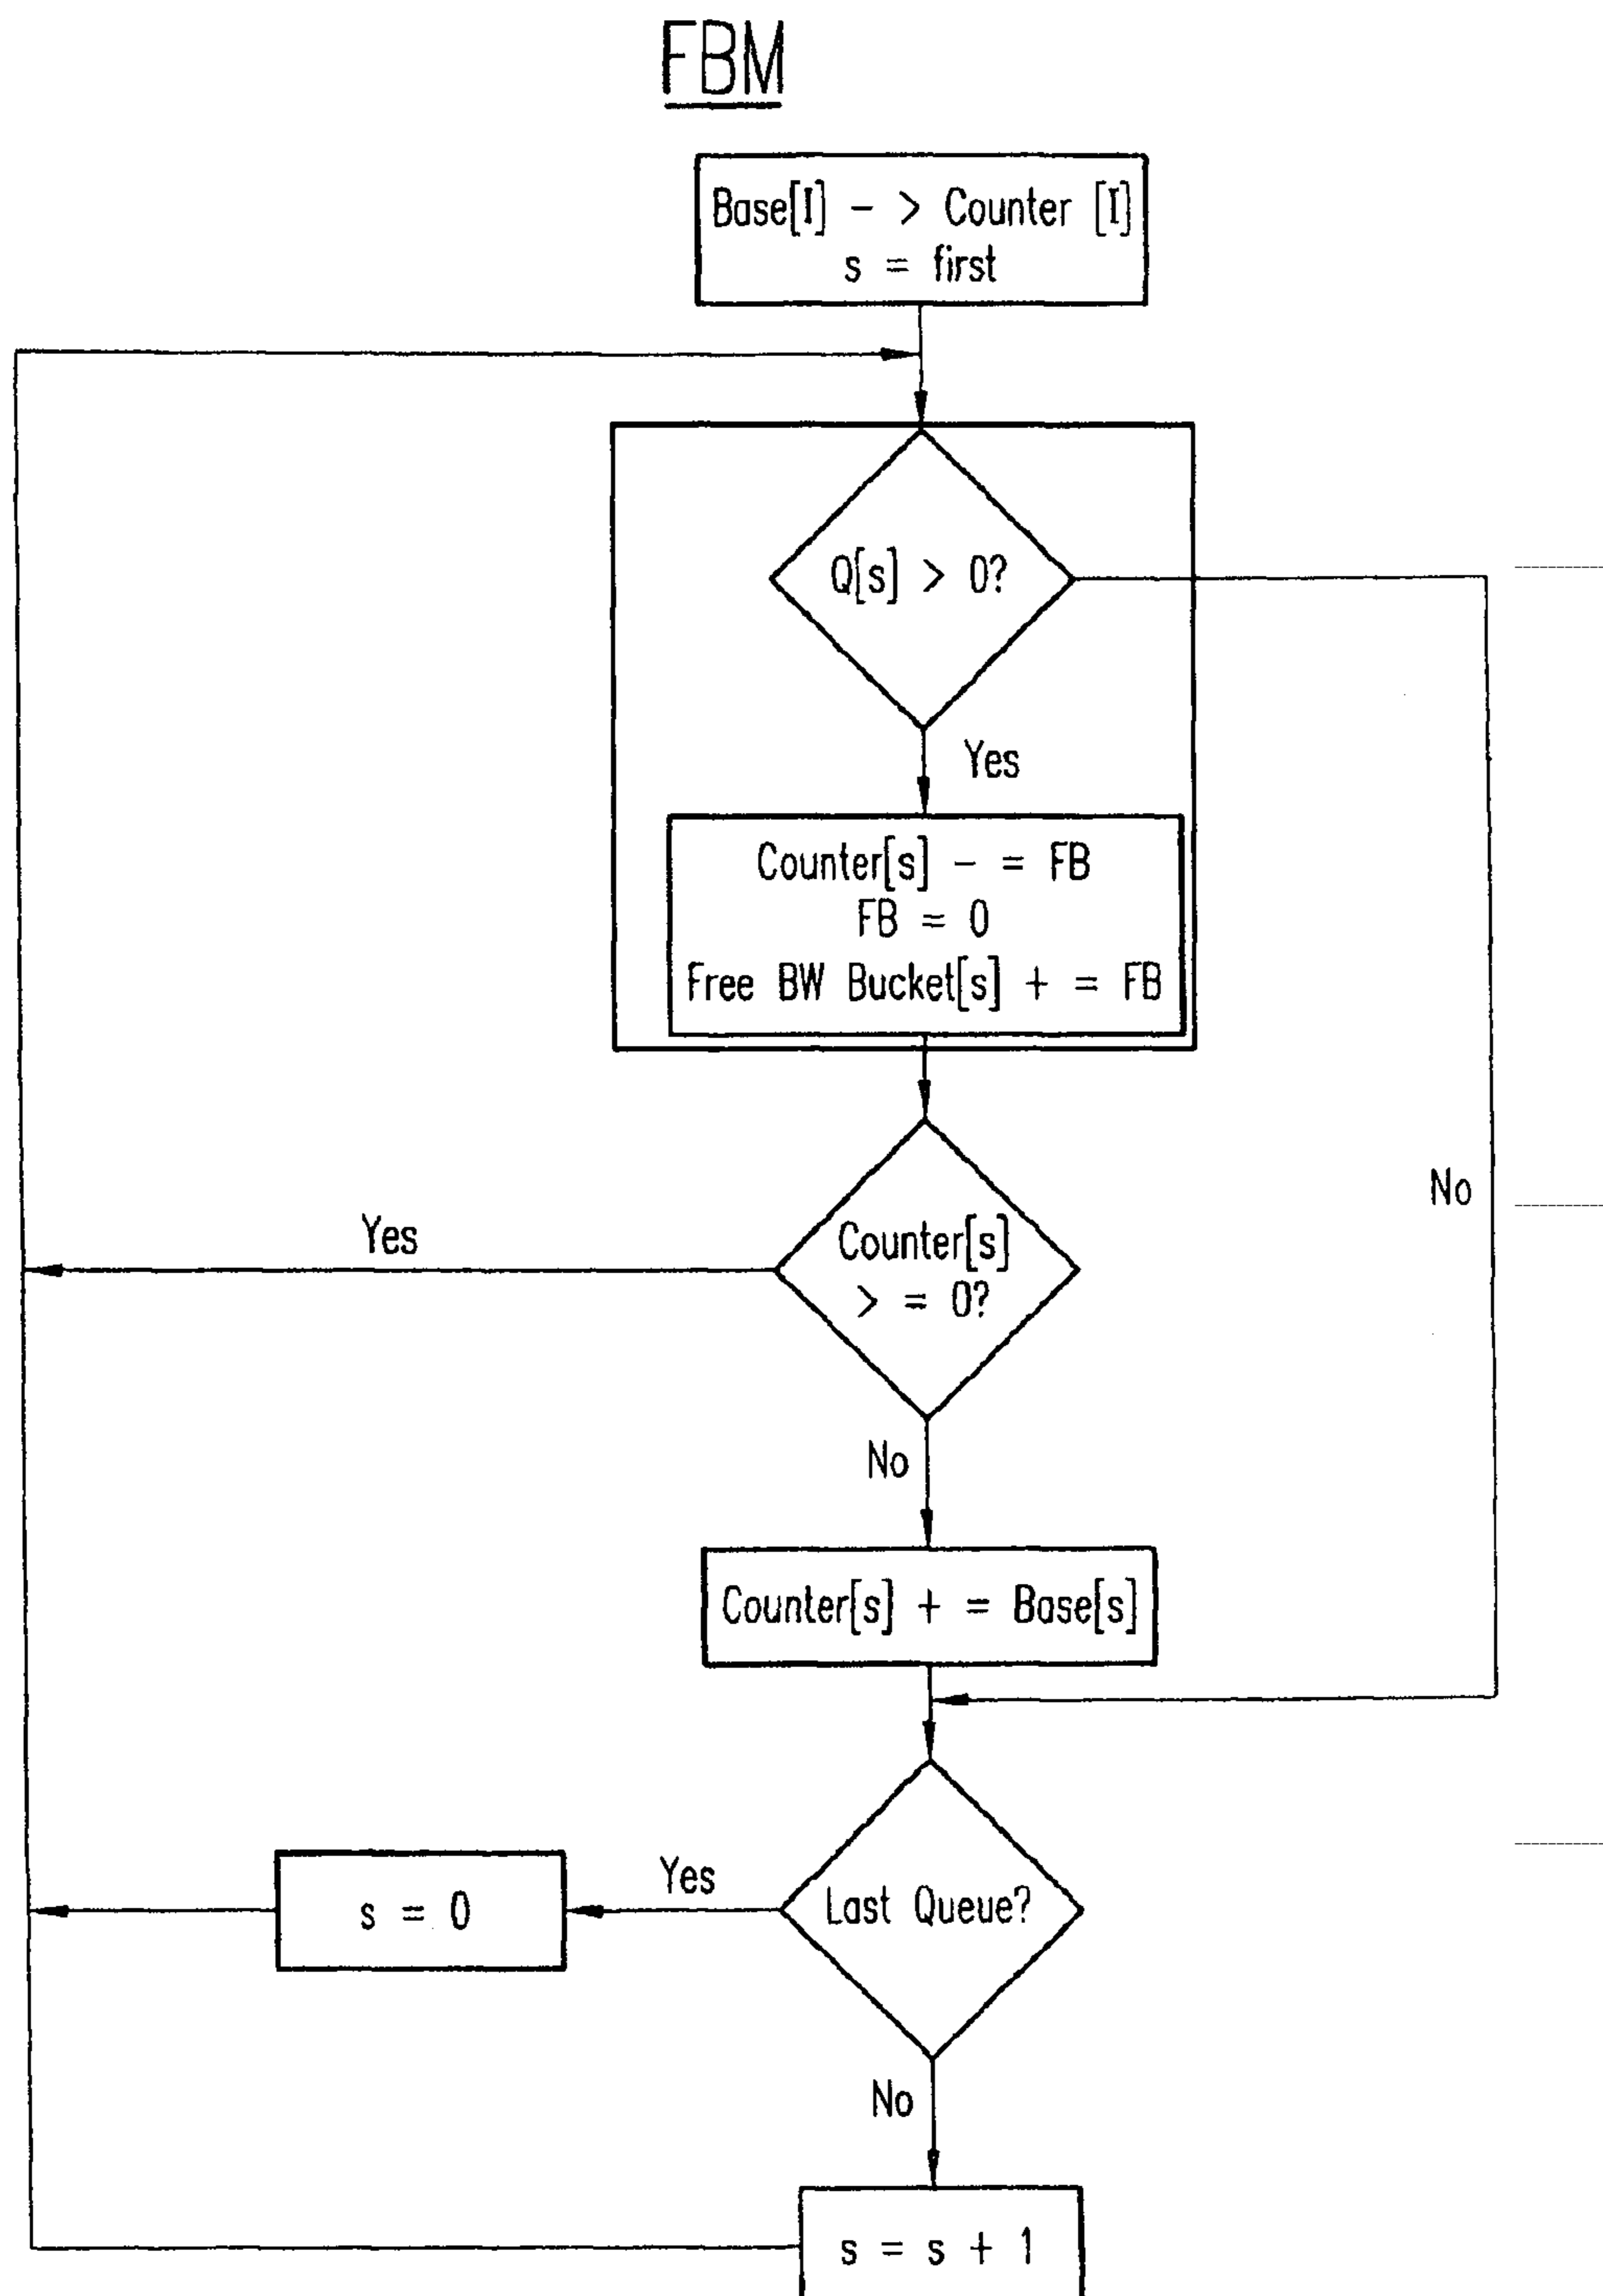 FBM
Base[I] - > Counter [I]
s = first
Q[s] > 0?
Yes
Counter[s] - = FB
FB = 0
Free BW Bucket[s] + = FB
No
Yes
Counter[s]
> = 0?
No
Counter[s] + = Base[s]
s = 0
Yes
Last Queue?
No
s = s + 1